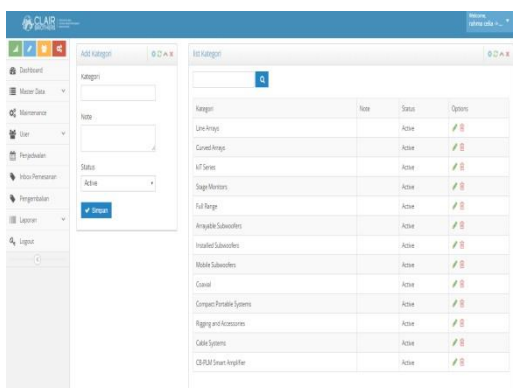 CLAIR
BROTHERS
Welcome,
Dashboard
Master Data
Maintenance
User
Penjadwalan
Inbox Pemesanan
Pengembalian
Laporan
Logout
Add Kategori
Kategori
Note
Status
Active
Simpan
List Kategori
Kategori Note Status Options
Line Arrays Active
Curved Arrays Active
kiT Series Active
Stage Monitors Active
Full Range Active
Arrayable Subwoofers Active
Installed Subwoofers Active
Mobile Subwoofers Active
Coaxial Active
Compact Portable Systems Active
Rigging and Accessories Active
Cable Systems Active
CB-PLM Smart Amplifier Active